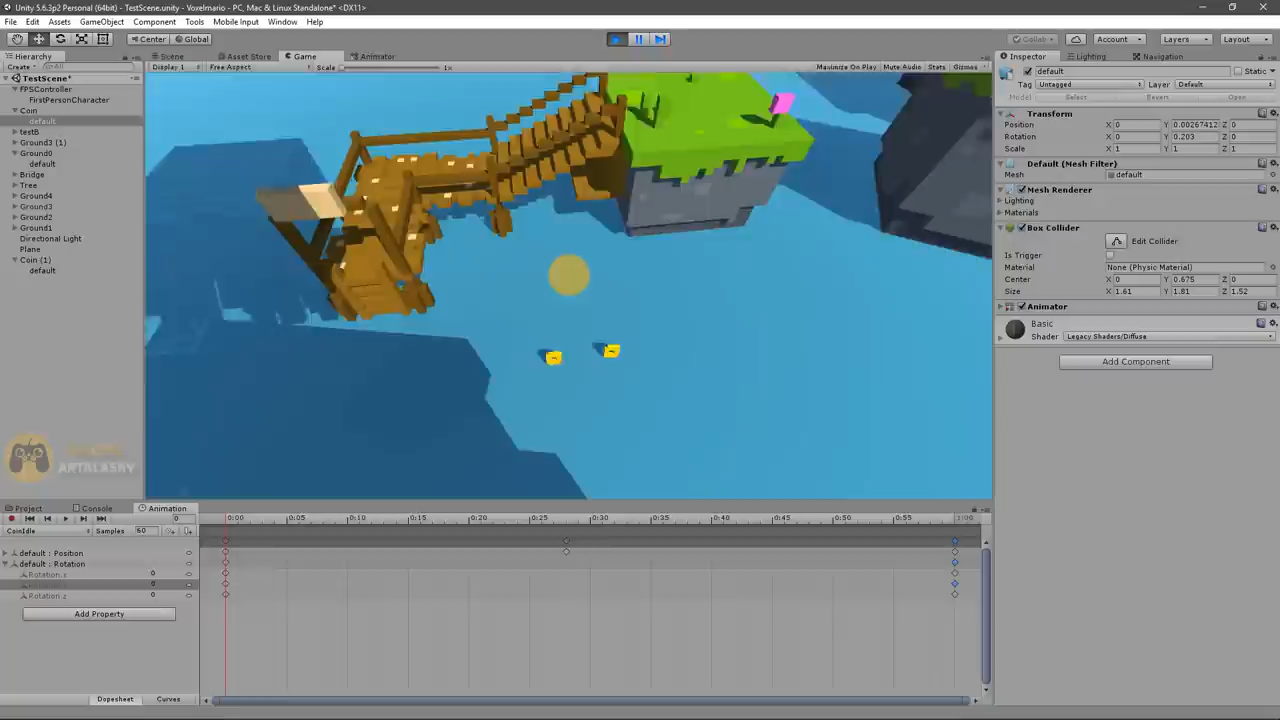 Unity 5.6.3p2 Personal (64bit) - TestScene.unity - Voxelmario - PC, Mac & Linux Standalone* <DX11>
File Edit Assets GameObject Component Tools Mobile Input Window Help
Center Global Collab Account Layers Layout
Hierarchy Scene Asset Store Game Animator Inspector Lighting Navigation
Create All Display 1 Free Aspect Scale 1x Maximize On Play Mute Audio Stats Gizmos default Static
TestScene*
FPSController
FirstPersonCharacter
Coin
default
testB
Ground3 (1)
Ground0
default
Bridge
Tree
Ground4
Ground3
Ground2
Ground1
Directional Light
Plane
Coin (1)
default
Tag Untagged Layer Default
Model Select Revert Open
Transform
Position X 0 Y 0.00267412 Z 0
Rotation X 0 Y 0.203 Z 0
Scale X 1 Y 1 Z 1
Default (Mesh Filter)
Mesh default
Mesh Renderer
Lighting
Materials
Box Collider
Edit Collider
Is Trigger
Material None (Physic Material)
Center X 0 Y 0.675 Z 0
Size X 1.61 Y 1.81 Z 1.52
Animator
Basic
Shader Legacy Shaders/Diffuse
Add Component
ARTALASKY
Project Console Animation
0 0:00 0:05 0:10 0:15 0:20 0:25 0:30 0:35 0:40 0:45 0:50 0:55 1:00
CoinIdle Samples 60
default : Position
default : Rotation
Rotation.x 0
0
Rotation.z 0
Add Property
Dopesheet Curves